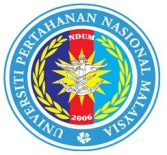 UNIVERSITI PERTAHANAN NASIONAL MALAYSIA
NDUM
2006